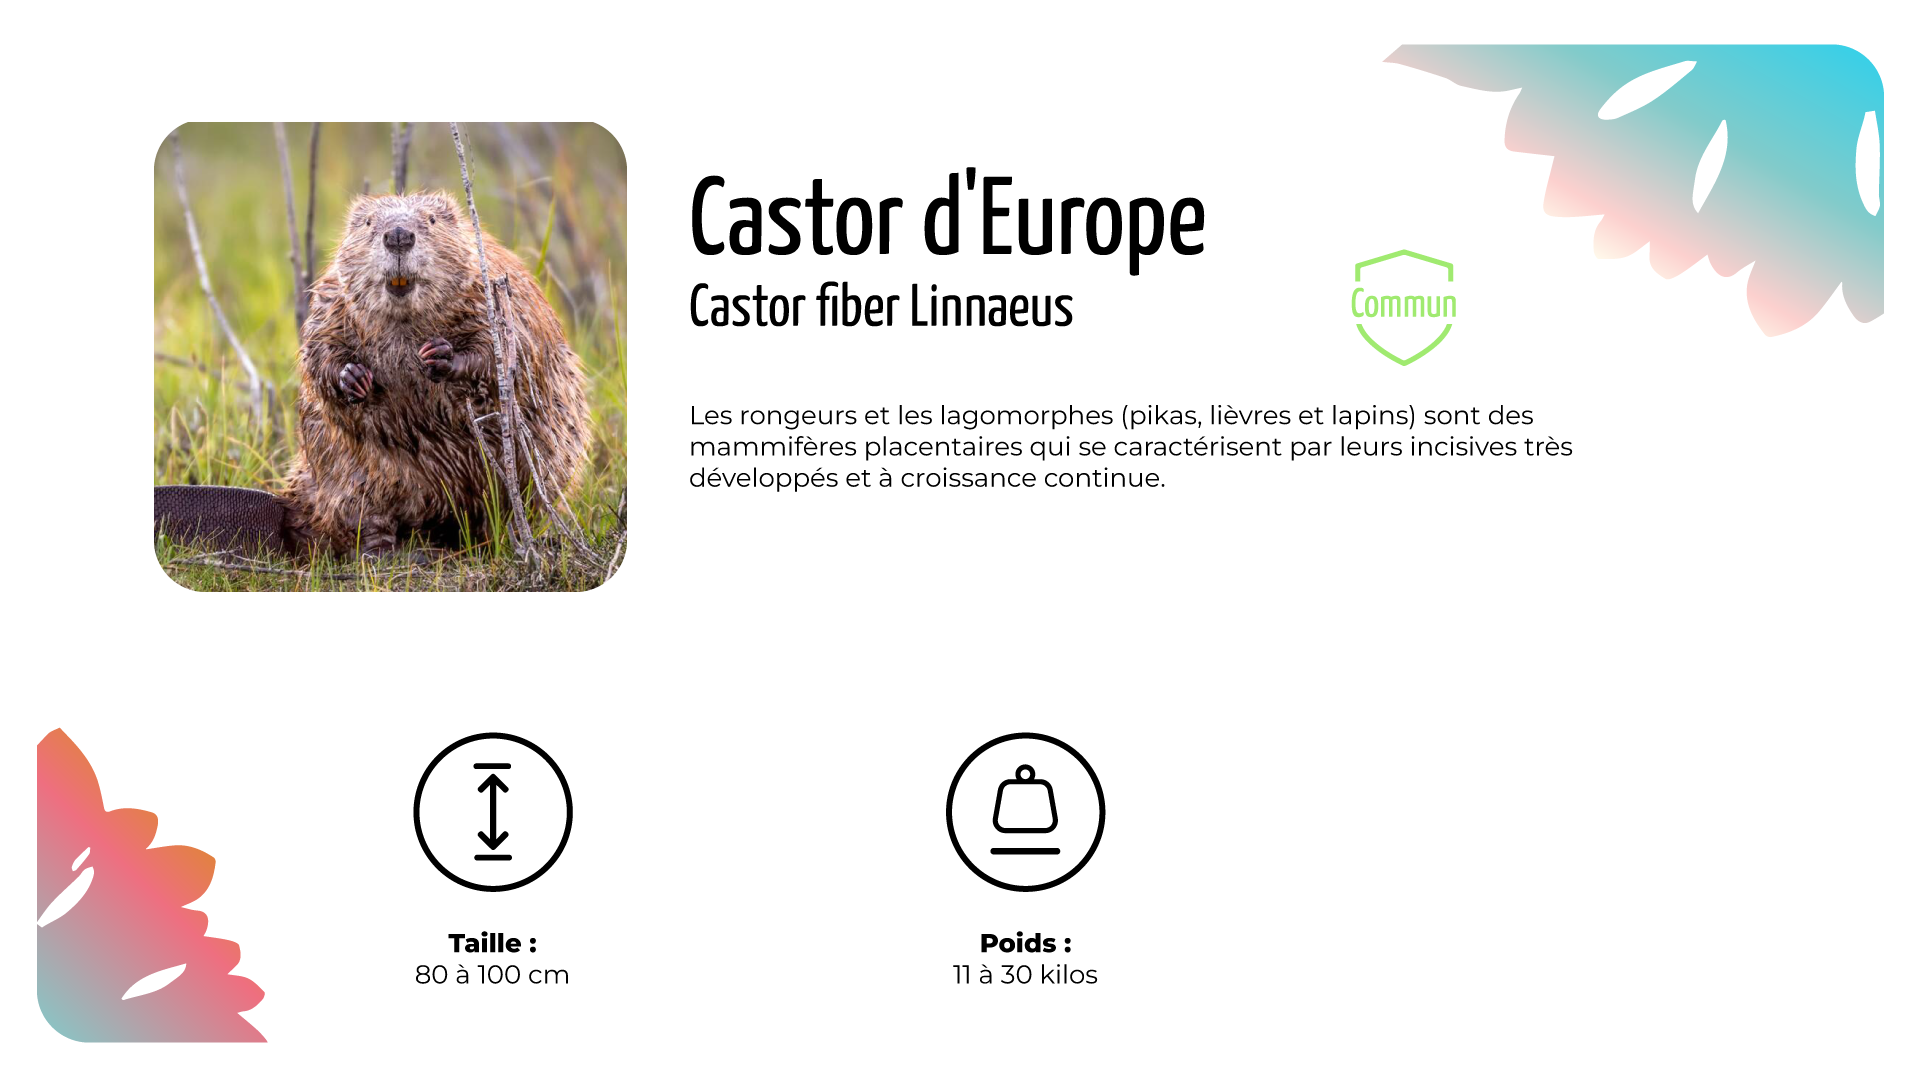 Castor d'Europe
Castor fiber Linnaeus
Commun
Les rongeurs et les lagomorphes (pikas, lièvres et lapins) sont des
mammifères placentaires qui se caractérisent par leurs incisives très
développés et à croissance continue.
Taille :
80 à 100 cm
Poids :
11 à 30 kilos